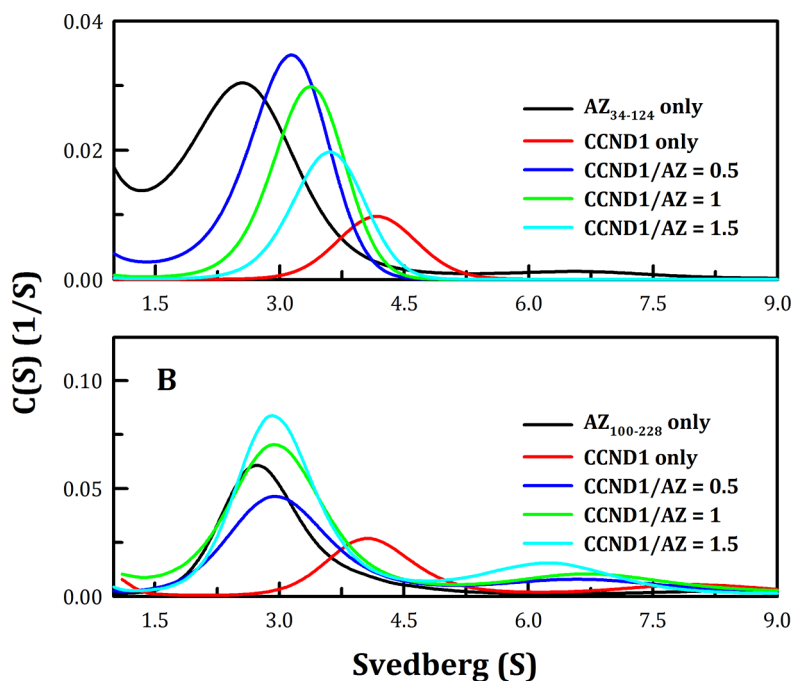 0.04
0.02
0.00
AZ34-124 only
CCND1 only
CCND1/AZ = 0.5
CCND1/AZ = 1
CCND1/AZ = 1.5
1.5 3.0 4.5 6.0 7.5 9.0
C(S) (1/S)
B
0.10
0.05
0.00
AZ100-228 only
CCND1 only
CCND1/AZ = 0.5
CCND1/AZ = 1
CCND1/AZ = 1.5
1.5 3.0 4.5 6.0 7.5 9.0
Svedberg (S)